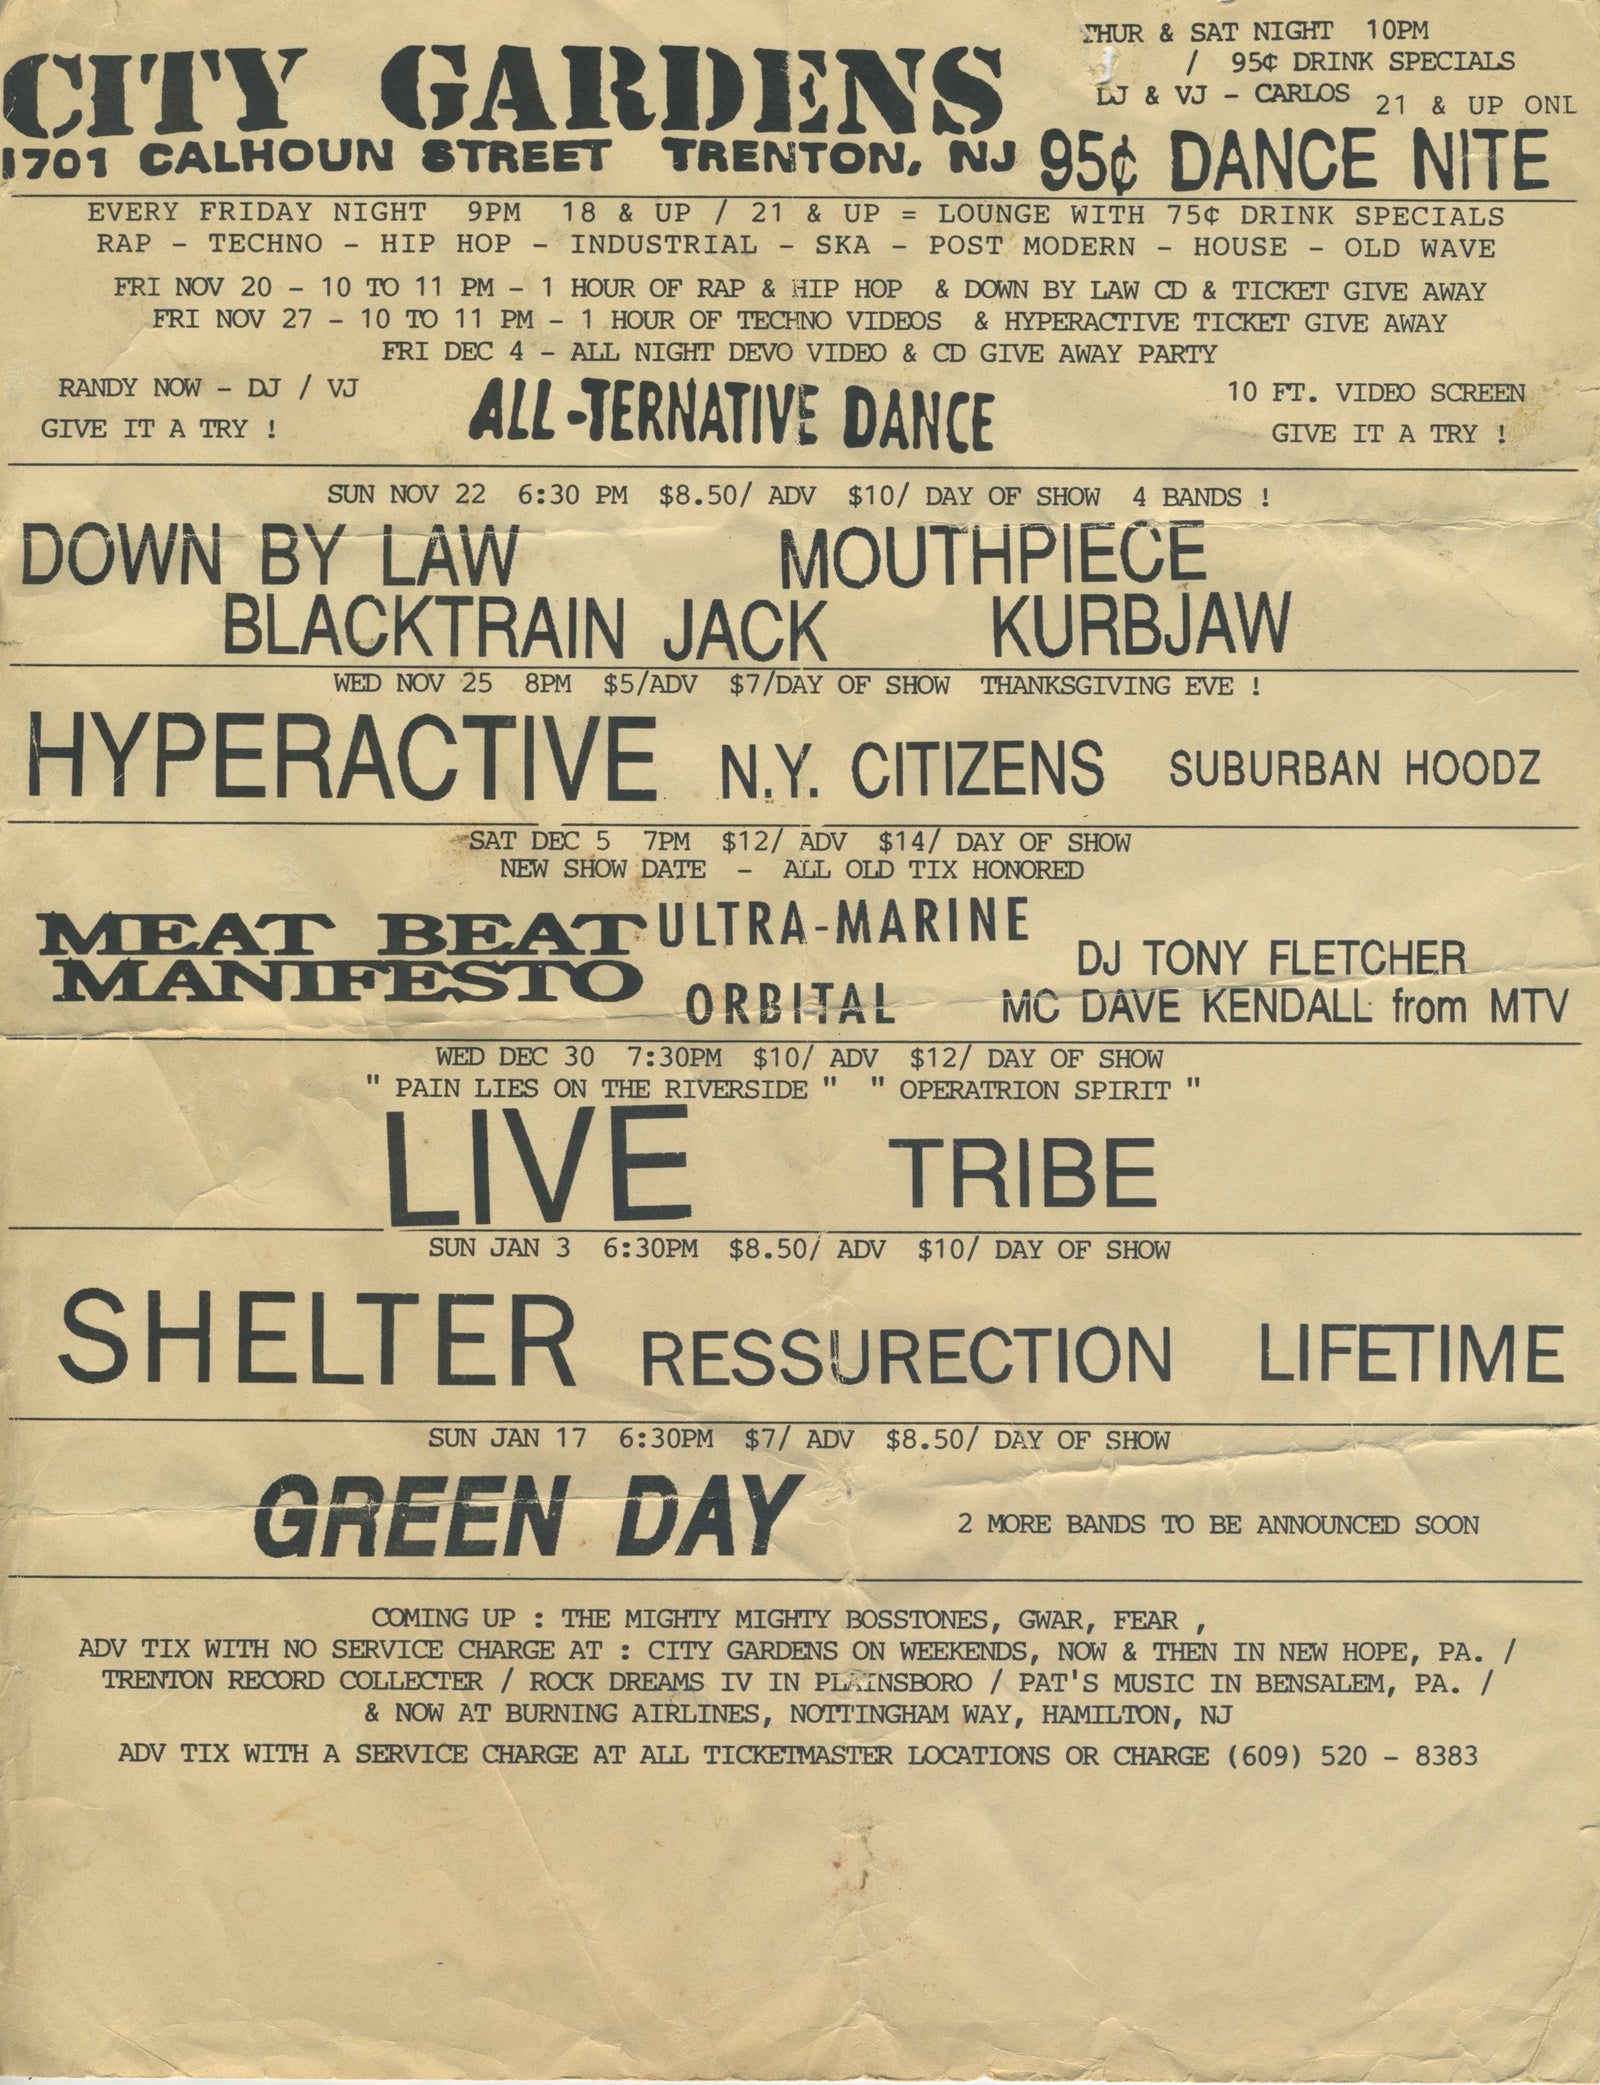 THUR & SAT NIGHT 10PM
/ 95¢ DRINK SPECIALS
DJ & VJ - CARLOS 21 & UP ONL
CITY GARDENS
1701 CALHOUN STREET TRENTON, NJ 95¢ DANCE NITE
EVERY FRIDAY NIGHT 9PM 18 & UP / 21 & UP = LOUNGE WITH 75¢ DRINK SPECIALS
RAP - TECHNO - HIP HOP - INDUSTRIAL - SKA - POST MODERN - HOUSE - OLD WAVE
FRI NOV 20 - 10 TO 11 PM - 1 HOUR OF RAP & HIP HOP & DOWN BY LAW CD & TICKET GIVE AWAY
FRI NOV 27 - 10 TO 11 PM - 1 HOUR OF TECHNO VIDEOS & HYPERACTIVE TICKET GIVE AWAY
FRI DEC 4 - ALL NIGHT DEVO VIDEO & CD GIVE AWAY PARTY
RANDY NOW - DJ / VJ ALL-TERNATIVE DANCE 10 FT. VIDEO SCREEN
GIVE IT A TRY ! GIVE IT A TRY !
SUN NOV 22 6:30 PM $8.50/ ADV $10/ DAY OF SHOW 4 BANDS !
DOWN BY LAW MOUTHPIECE
BLACKTRAIN JACK KURBJAW
WED NOV 25 8PM $5/ADV $7/DAY OF SHOW THANKSGIVING EVE !
HYPERACTIVE N.Y. CITIZENS SUBURBAN HOODZ
SAT DEC 5 7PM $12/ ADV $14/ DAY OF SHOW
NEW SHOW DATE - ALL OLD TIX HONORED
MEAT BEAT MANIFESTO
ULTRA-MARINE
ORBITAL
DJ TONY FLETCHER
MC DAVE KENDALL from MTV
WED DEC 30 7:30PM $10/ ADV $12/ DAY OF SHOW
" PAIN LIES ON THE RIVERSIDE " " OPERATRION SPIRIT "
LIVE TRIBE
SUN JAN 3 6:30PM $8.50/ ADV $10/ DAY OF SHOW
SHELTER RESSURECTION LIFETIME
SUN JAN 17 6:30PM $7/ ADV $8.50/ DAY OF SHOW
GREEN DAY 2 MORE BANDS TO BE ANNOUNCED SOON
COMING UP : THE MIGHTY MIGHTY BOSSTONES, GWAR, FEAR ,
ADV TIX WITH NO SERVICE CHARGE AT : CITY GARDENS ON WEEKENDS, NOW & THEN IN NEW HOPE, PA. /
TRENTON RECORD COLLECTER / ROCK DREAMS IV IN PLAINSBORO / PAT'S MUSIC IN BENSALEM, PA. /
& NOW AT BURNING AIRLINES, NOTTINGHAM WAY, HAMILTON, NJ
ADV TIX WITH A SERVICE CHARGE AT ALL TICKETMASTER LOCATIONS OR CHARGE (609) 520 - 8383